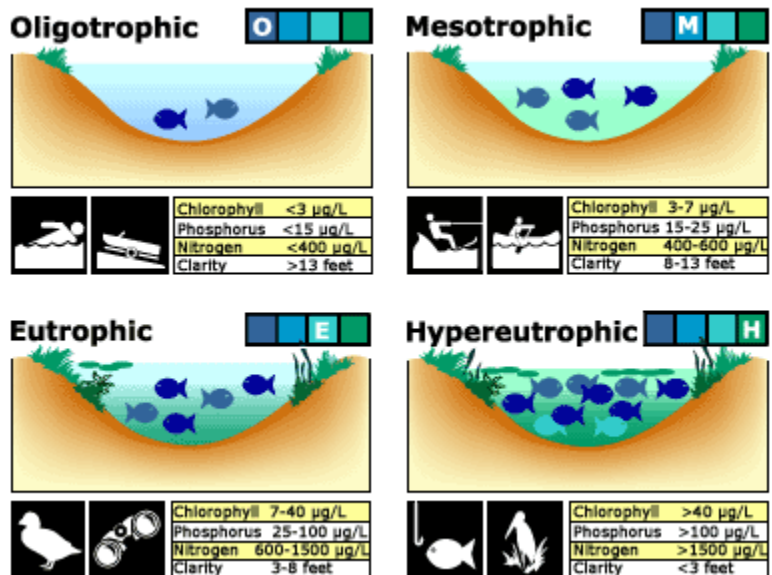 Oligotrophic O
Chlorophyll <3 µg/L
Phosphorus <15 µg/L
Nitrogen <400 µg/L
Clarity >13 feet
Mesotrophic M
Chlorophyll 3-7 µg/L
Phosphorus 15-25 µg/L
Nitrogen 400-600 µg/L
Clarity 8-13 feet
Eutrophic E
Chlorophyll 7-40 µg/L
Phosphorus 25-100 µg/L
Nitrogen 600-1500 µg/L
Clarity 3-8 feet
Hypereutrophic H
Chlorophyll >40 µg/L
Phosphorus >100 µg/L
Nitrogen >1500 µg/L
Clarity <3 feet